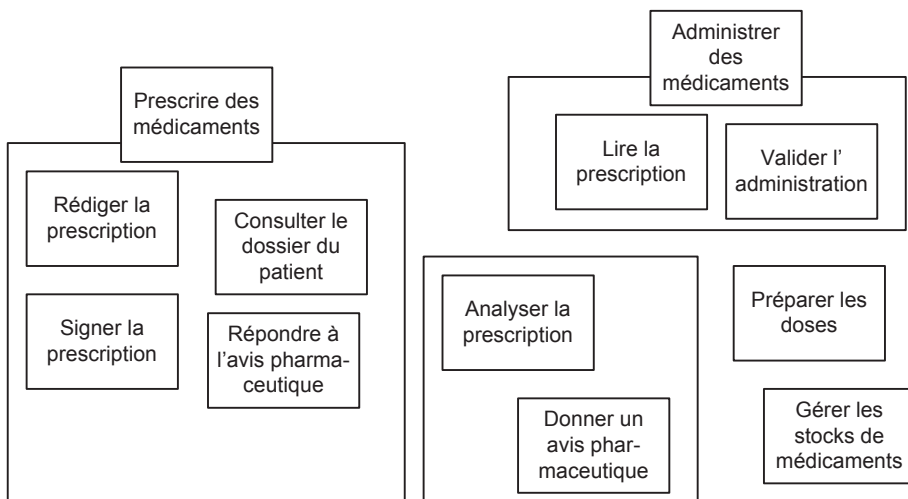 Prescrire des
médicaments
Rédiger la
prescription
Consulter le
dossier du
patient
Signer la
prescription
Répondre à
l'avis pharma-
ceutique
Administrer
des
médicaments
Lire la
prescription
Valider l'
administration
Analyser la
prescription
Donner un
avis phar-
maceutique
Préparer les
doses
Gérer les
stocks de
médicaments